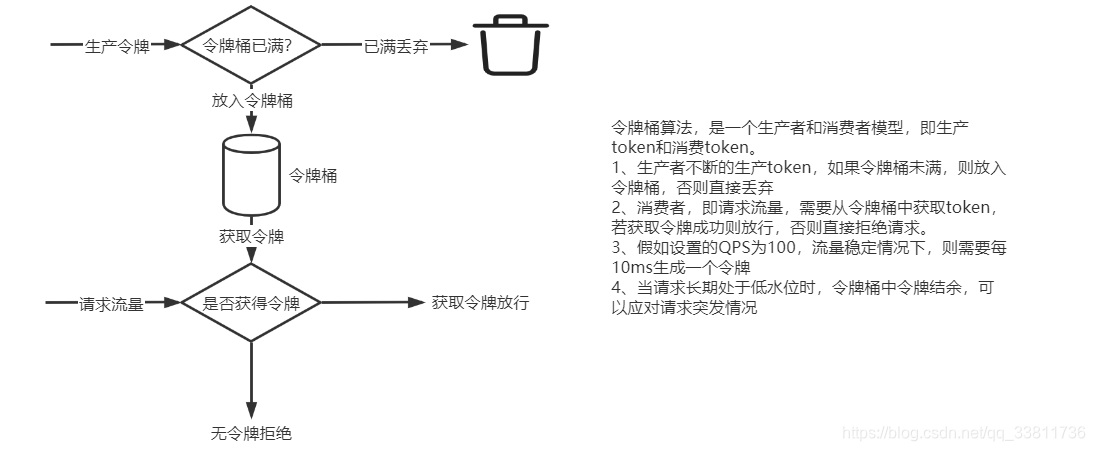 生产令牌
令牌桶已满?
已满丢弃
放入令牌桶
令牌桶
获取令牌
请求流量
是否获得令牌
获取令牌放行
无令牌拒绝
令牌桶算法，是一个生产者和消费者模型，即生产
token和消费token。
1、生产者不断的生产token，如果令牌桶未满，则放入
令牌桶，否则直接丢弃
2、消费者，即请求流量，需要从令牌桶中获取token，
若获取令牌成功则放行，否则直接拒绝请求。
3、假如设置的QPS为100，流量稳定情况下，则需要每
10ms生成一个令牌
4、当请求长期处于低水位时，令牌桶中令牌结余，可
以应对请求突发情况
https://blog.csdn.net/qq_33811736